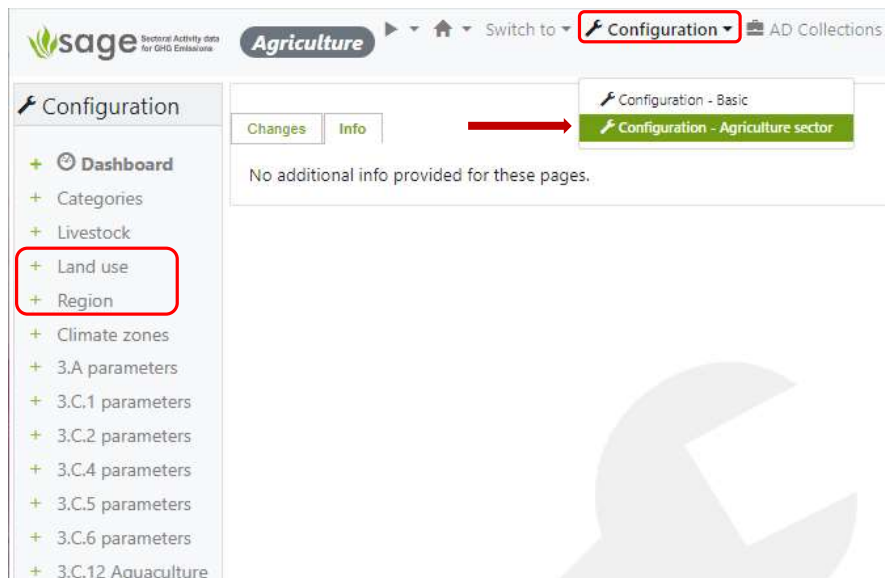 sage Sectoral Activity data
for GHG Emissions
Agriculture
Switch to
Configuration
AD Collections
Configuration - Basic
Configuration - Agriculture sector
Configuration
Changes
Info
No additional info provided for these pages.
+ Dashboard
+ Categories
+ Livestock
+ Land use
+ Region
+ Climate zones
+ 3.A parameters
+ 3.C.1 parameters
+ 3.C.2 parameters
+ 3.C.4 parameters
+ 3.C.5 parameters
+ 3.C.6 parameters
+ 3.C.12 Aquaculture